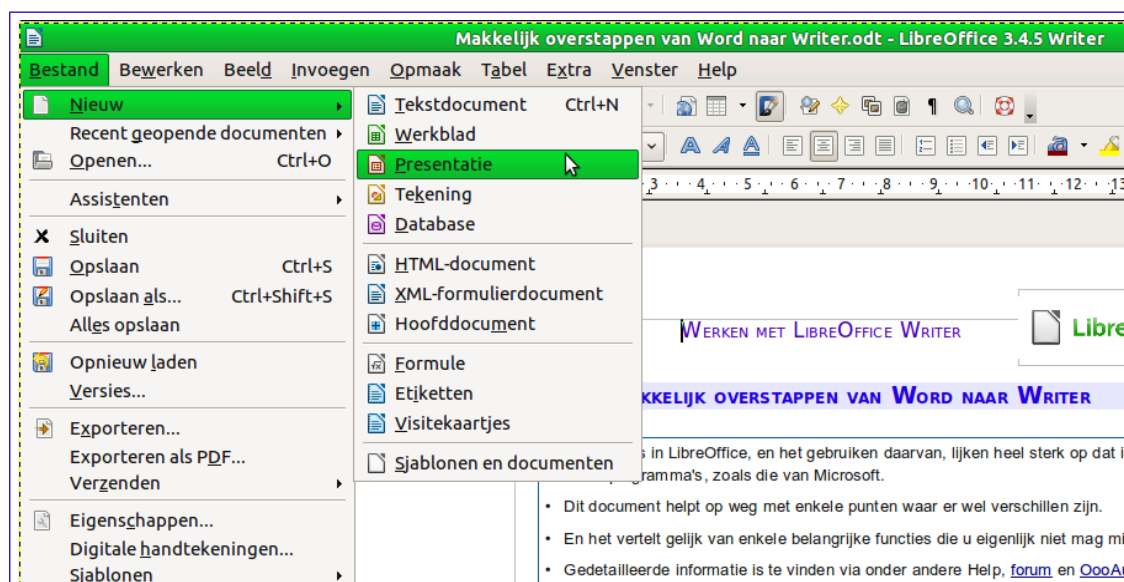 Makkelijk overstappen van Word naar Writer.odt - LibreOffice 3.4.5 Writer
Bestand Bewerken Beeld Invoegen Opmaak Tabel Extra Venster Help
Nieuw
Recent geopende documenten
Openen... Ctrl+O
Assistenten
Sluiten
Opslaan Ctrl+S
Opslaan als... Ctrl+Shift+S
Alles opslaan
Opnieuw laden
Versies...
Exporteren...
Exporteren als PDF...
Verzenden
Eigenschappen...
Digitale handtekeningen...
Sjablonen
Tekstdocument Ctrl+N
Werkblad
Presentatie
Tekening
Database
HTML-document
XML-formulierdocument
Hoofddocument
Formule
Etiketten
Visitekaartjes
Sjablonen en documenten
3 4 5 6 7 8 9 10 11 12 13
Werken met LibreOffice Writer
Libre
kkelijk overstappen van Word naar Writer
s in LibreOffice, en het gebruiken daarvan, lijken heel sterk op dat i
gramma's, zoals die van Microsoft.
• Dit document helpt op weg met enkele punten waar er wel verschillen zijn.
• En het vertelt gelijk van enkele belangrijke functies die u eigenlijk niet mag mi
• Gedetailleerde informatie is te vinden via onder andere Help, forum en OooAu